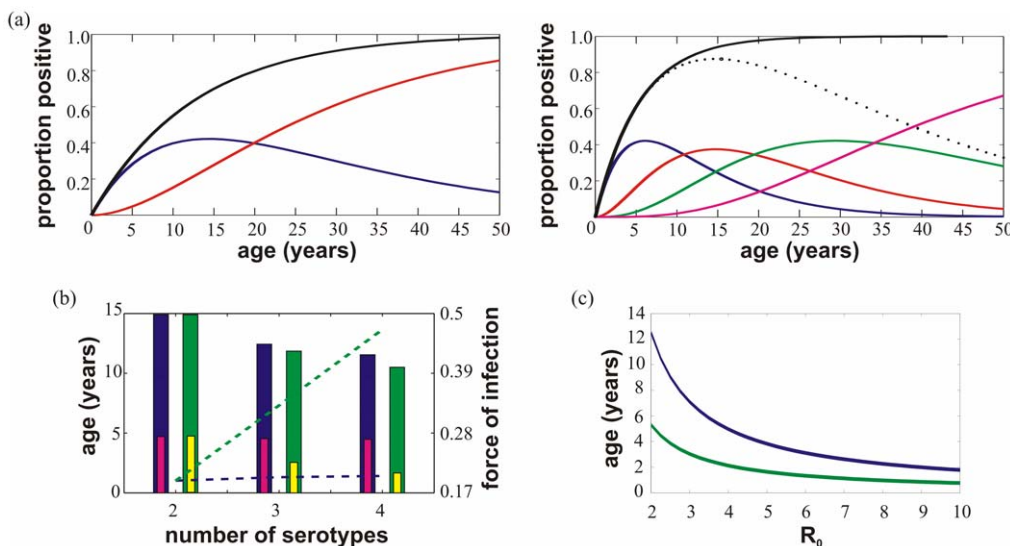 (a)
proportion positive
1.0
0.8
0.6
0.4
0.2
0 5 10 15 20 25 30 35 40 45 50
age (years)
proportion positive
1.0
0.8
0.6
0.4
0.2
0 5 10 15 20 25 30 35 40 45 50
age (years)
(b)
age (years)
15
10
5
0
2 3 4
number of serotypes
0.5
0.39
0.28
0.17
force of infection
(c)
age (years)
14
12
10
8
6
4
2
0
2 3 4 5 6 7 8 9 10
R₀